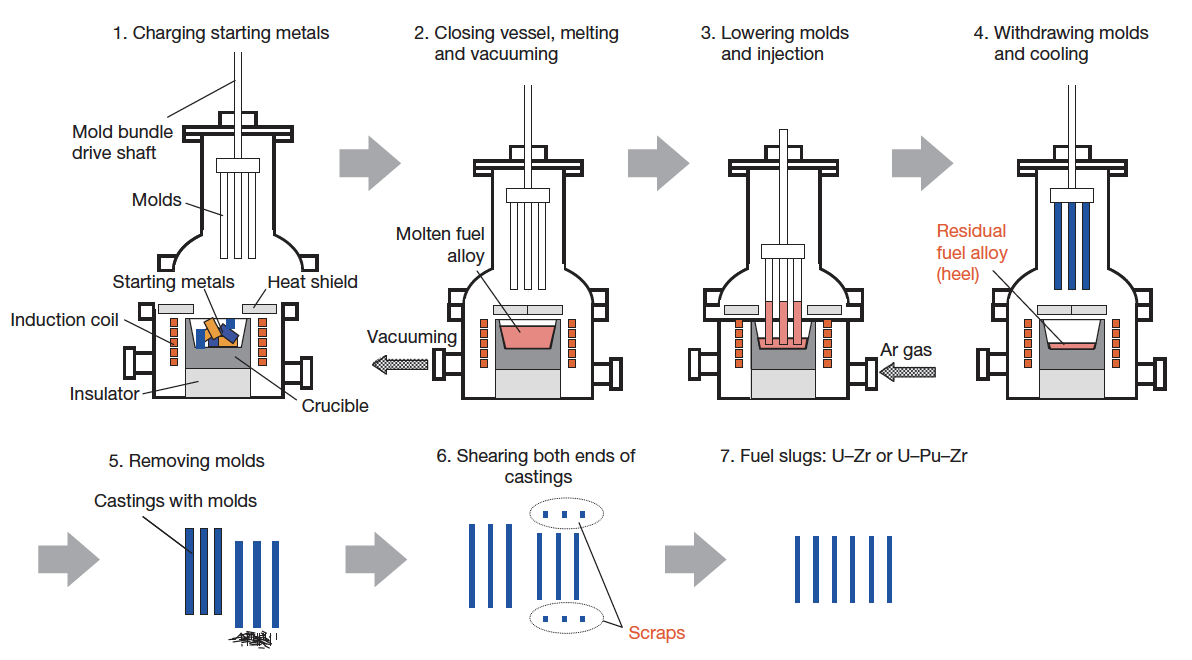 1. Charging starting metals
2. Closing vessel, melting
and vacuuming
3. Lowering molds
and injection
4. Withdrawing molds
and cooling
Mold bundle
drive shaft
Molds
Starting metals
Heat shield
Induction coil
Insulator
Crucible
Molten fuel
alloy
Vacuuming
Ar gas
Residual
fuel alloy
(heel)
5. Removing molds
Castings with molds
6. Shearing both ends of
castings
Scraps
7. Fuel slugs: U–Zr or U–Pu–Zr